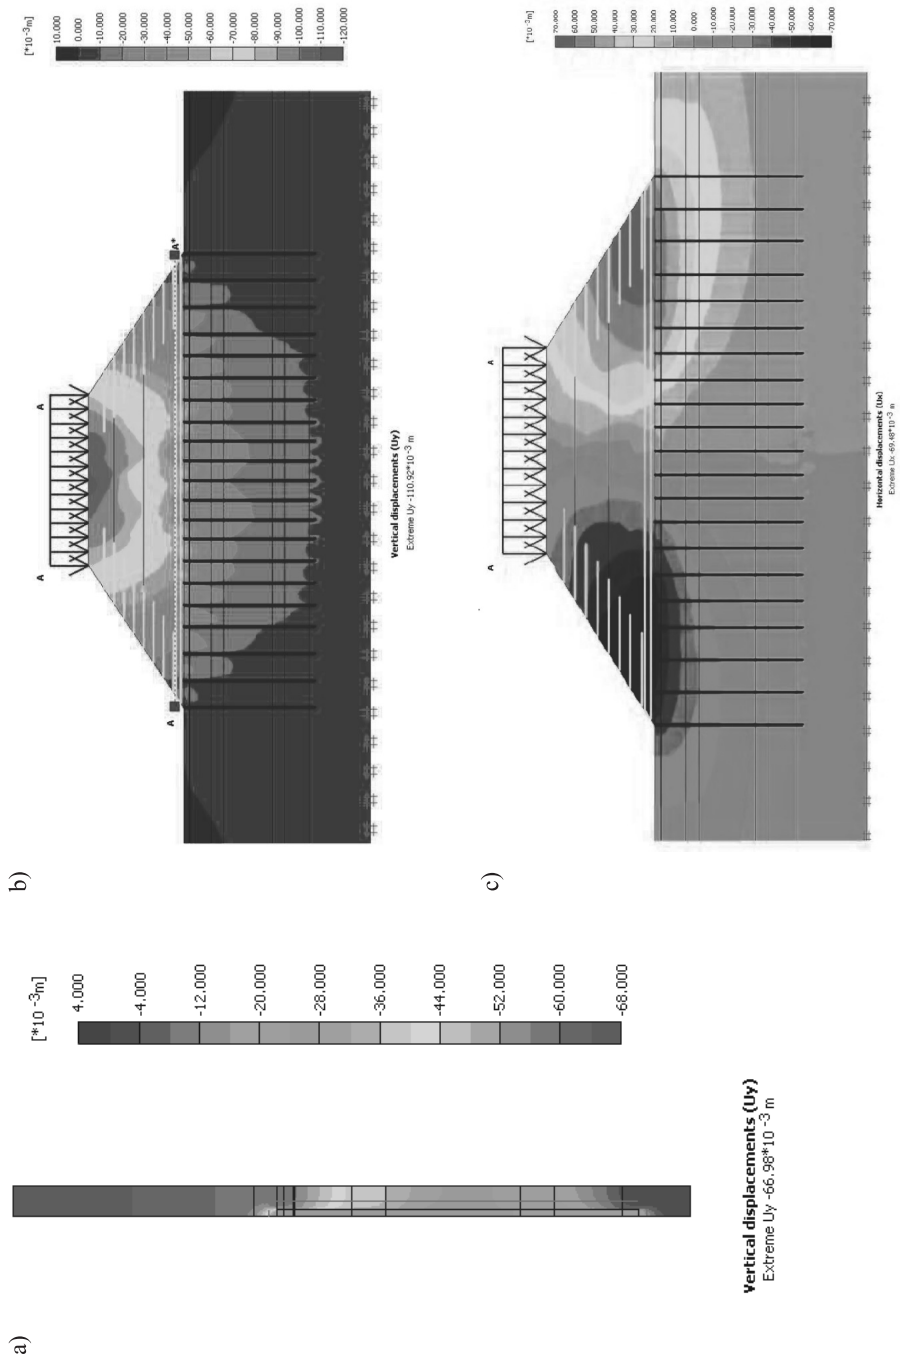 a)
[*10 -3m]
4.000
-4.000
-12.000
-20.000
-28.000
-36.000
-44.000
-52.000
-60.000
-68.000
Vertical displacements (Uy)
Extreme Uy -66.98*10 -3 m
b)
[*10 -3m]
10.000
0.000
-10.000
-20.000
-30.000
-40.000
-50.000
-60.000
-70.000
-80.000
-90.000
-100.000
-110.000
-120.000
A
A
A
A*
Vertical displacements (Uy)
Extreme Uy -110.92*10 -3 m
c)
[*10 -3m]
70.000
60.000
50.000
40.000
30.000
20.000
10.000
0.000
-10.000
-20.000
-30.000
-40.000
-50.000
-60.000
-70.000
A
A
Horizontal displacements (Ux)
Extreme Ux -69.48*10 -3 m